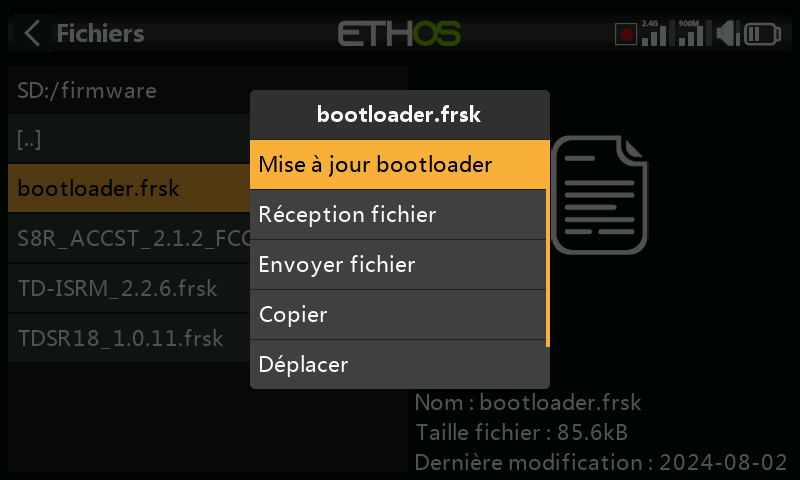 Fichiers
ETHOS
2.4G
900M
SD:/firmware
[..]
bootloader.frsk
S8R_ACCST_2.1.2_FCC
TD-ISRM_2.2.6.frsk
TDSR18_1.0.11.frsk
bootloader.frsk
Mise à jour bootloader
Réception fichier
Envoyer fichier
Copier
Déplacer
Nom : bootloader.frsk
Taille fichier : 85.6kB
Dernière modification : 2024-08-02